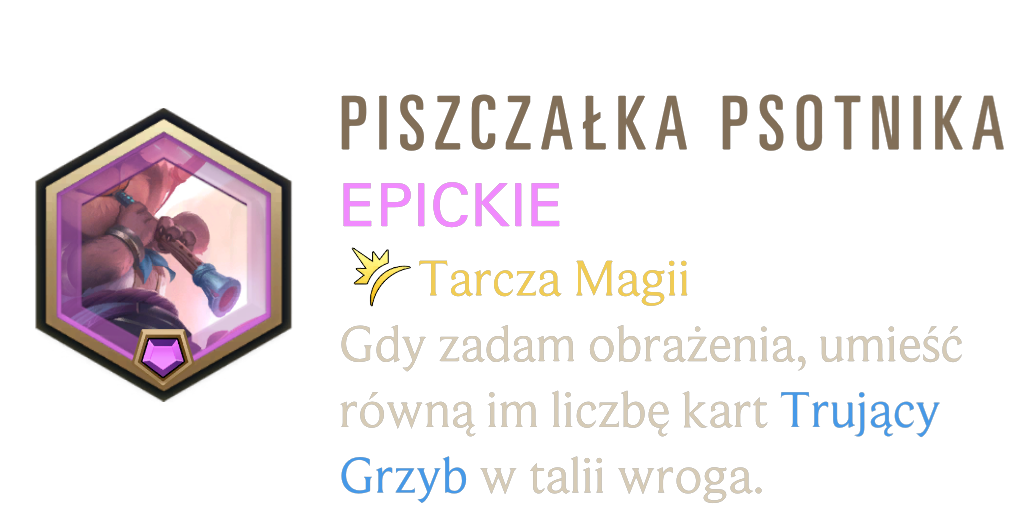 PISZCZAŁKA PSOTNIKA
EPICKIE
Tarcza Magii
Gdy zadam obrażenia, umieść
równą im liczbę kart Trujący
Grzyb w talii wroga.